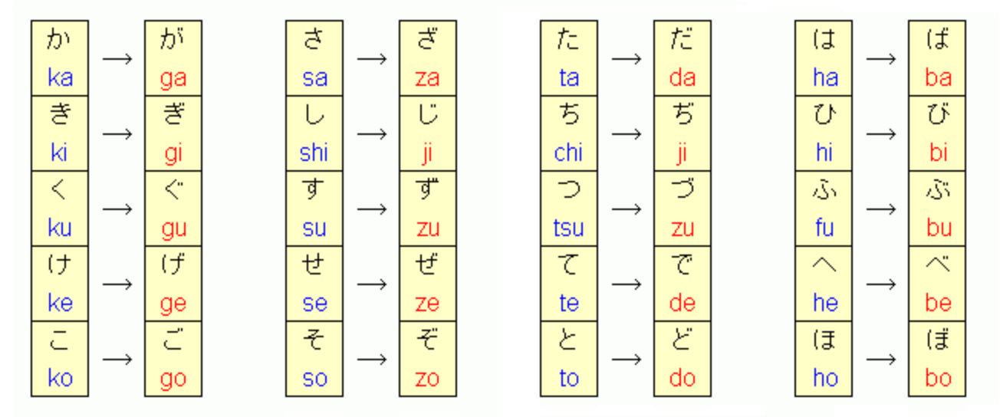 か → が さ → ざ た → だ は → ば
ka ga sa za ta da ha ba
き → ぎ し → じ ち → ぢ ひ → び
ki gi shi ji chi ji hi bi
く → ぐ す → ず つ → づ ふ → ぶ
ku gu su zu tsu zu fu bu
け → げ せ → ぜ て → で へ → べ
ke ge se ze te de he be
こ → ご そ → ぞ と → ど ほ → ぼ
ko go so zo to do ho bo